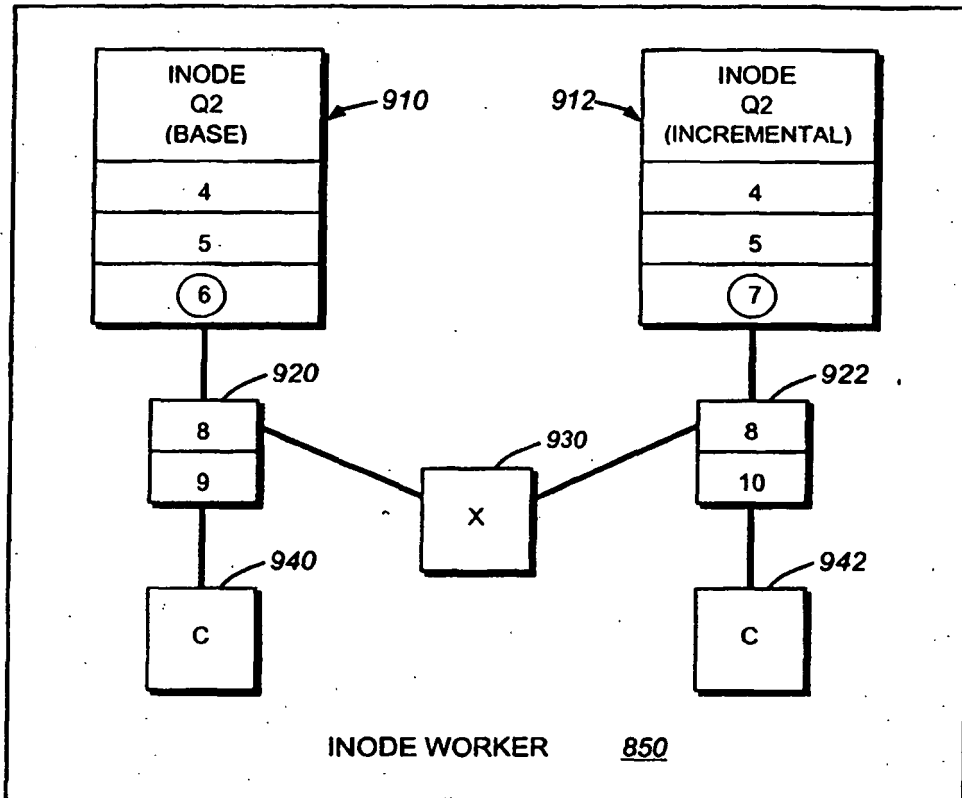 INODE
Q2
(BASE)
910
4
5
6
912
INODE
Q2
(INCREMENTAL)
4
5
7
920
8
9
922
8
10
930
X
940
C
942
C
INODE WORKER 850